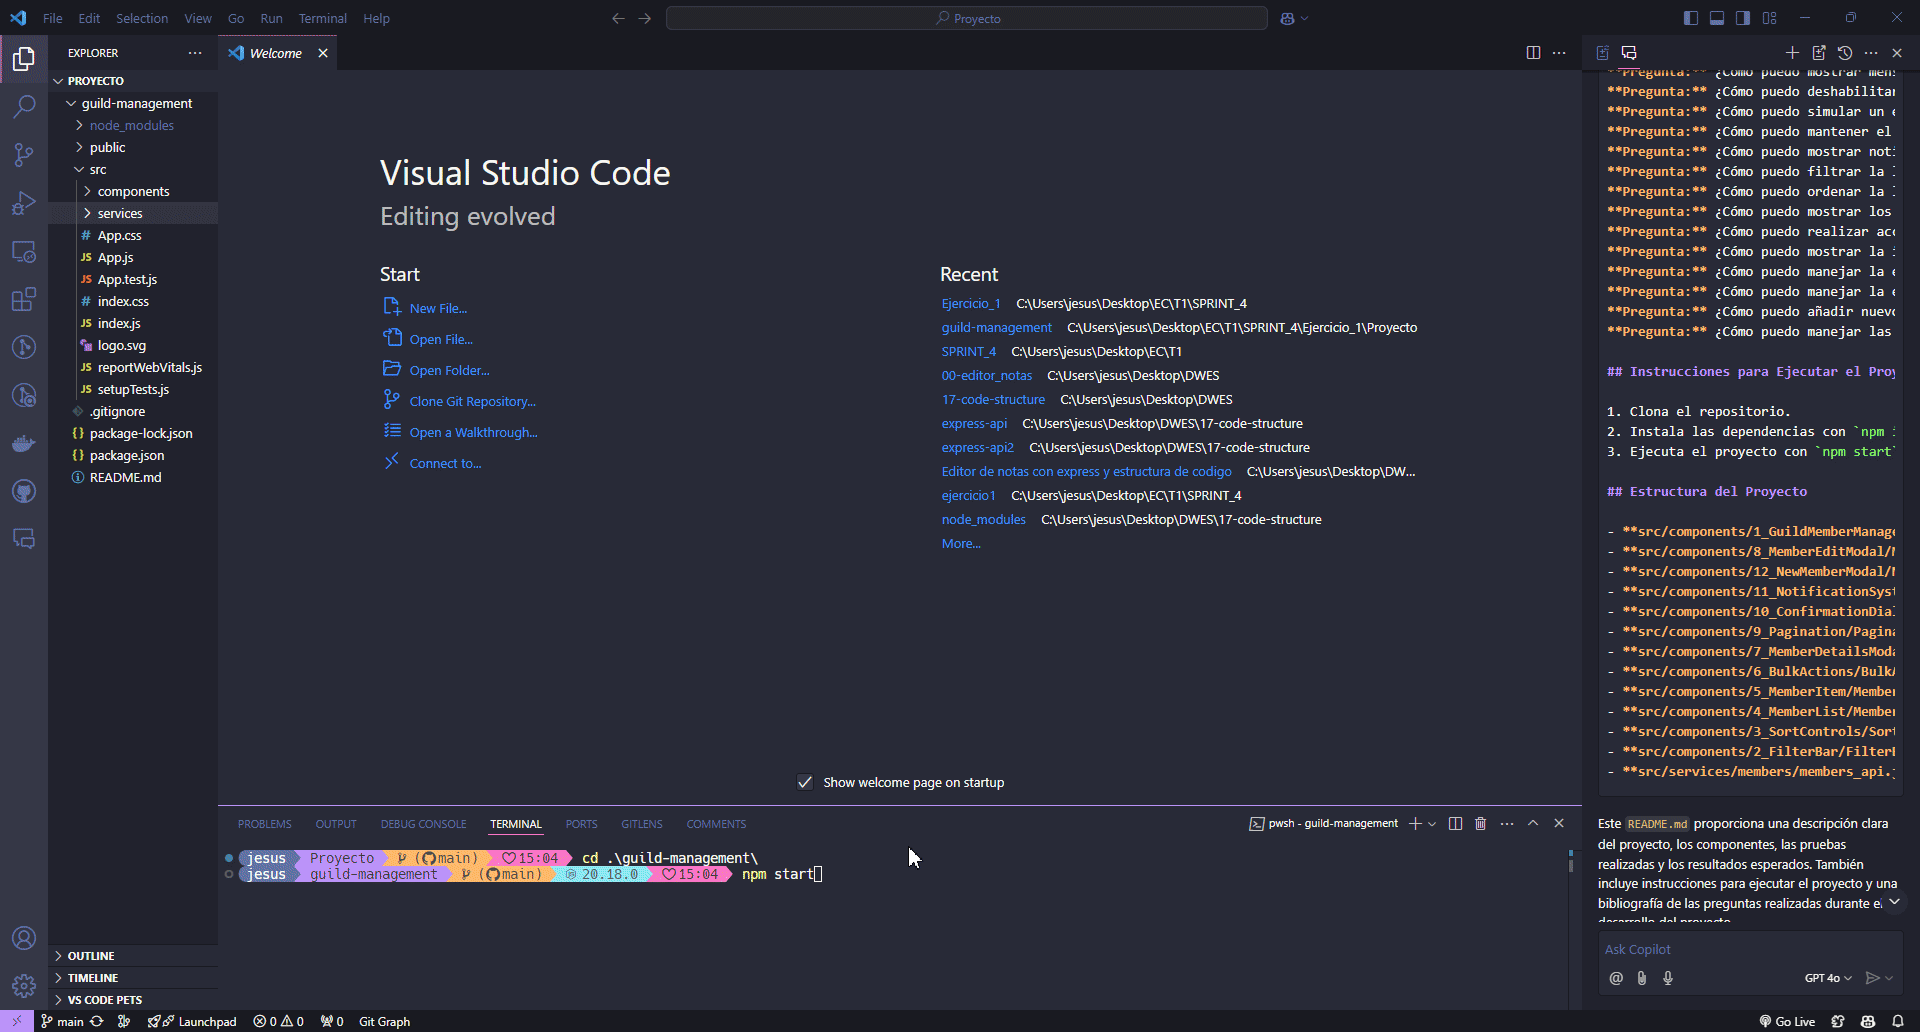 File Edit Selection View Go Run Terminal Help
Proyecto
EXPLORER
PROYECTO
guild-management
node_modules
public
src
components
services
# App.css
JS App.js
JS App.test.js
# index.css
JS index.js
logo.svg
JS reportWebVitals.js
JS setupTests.js
.gitignore
{} package-lock.json
{} package.json
README.md
OUTLINE
TIMELINE
VS CODE PETS
Welcome
Visual Studio Code
Editing evolved
Start
New File...
Open File...
Open Folder...
Clone Git Repository...
Open a Walkthrough...
Connect to...
Recent
Ejercicio_1 C:\Users\jesus\Desktop\EC\T1\SPRINT_4
guild-management C:\Users\jesus\Desktop\EC\T1\SPRINT_4\Ejercicio_1\Proyecto
SPRINT_4 C:\Users\jesus\Desktop\EC\T1
00-editor_notas C:\Users\jesus\Desktop\DWES
17-code-structure C:\Users\jesus\Desktop\DWES
express-api C:\Users\jesus\Desktop\DWES\17-code-structure
express-api2 C:\Users\jesus\Desktop\DWES\17-code-structure
Editor de notas con express y estructura de codigo C:\Users\jesus\Desktop\DW...
ejercicio1 C:\Users\jesus\Desktop\EC\T1\SPRINT_4
node_modules C:\Users\jesus\Desktop\DWES\17-code-structure
More...
Show welcome page on startup
PROBLEMS OUTPUT DEBUG CONSOLE TERMINAL PORTS GITLENS COMMENTS
pwsh - guild-management
jesus Proyecto (main) 15:04 cd .\guild-management\
jesus guild-management (main) 20.18.0 15:04 npm start
**Pregunta:** ¿Cómo puedo mostrar
**Pregunta:** ¿Cómo puedo deshabilitar
**Pregunta:** ¿Cómo puedo simular un
**Pregunta:** ¿Cómo puedo mantener el
**Pregunta:** ¿Cómo puedo mostrar
**Pregunta:** ¿Cómo puedo filtrar la
**Pregunta:** ¿Cómo puedo ordenar la
**Pregunta:** ¿Cómo puedo mostrar los
**Pregunta:** ¿Cómo puedo realizar
**Pregunta:** ¿Cómo puedo mostrar la
**Pregunta:** ¿Cómo puedo manejar la
**Pregunta:** ¿Cómo puedo manejar la
**Pregunta:** ¿Cómo puedo añadir
**Pregunta:** ¿Cómo puedo manejar las
## Instrucciones para Ejecutar el Proy
1. Clona el repositorio.
2. Instala las dependencias con `npm
3. Ejecuta el proyecto con `npm start`
## Estructura del Proyecto
- **src/components/1_GuildMemberManage
- **src/components/8_MemberEditModal/
- **src/components/12_NewMemberModal/
- **src/components/11_NotificationSyst
- **src/components/10_ConfirmationDia
- **src/components/9_Pagination/Pagina
- **src/components/7_MemberDetailsModa
- **src/components/6_BulkActions/Bulk
- **src/components/5_MemberItem/Member
- **src/components/4_MemberList/Member
- **src/components/3_SortControls/Sort
- **src/components/2_FilterBar/Filter
- **src/services/members/members_api.
Este README.md proporciona una descripción clara
del proyecto, los componentes, las pruebas
realizadas y los resultados esperados. También
incluye instrucciones para ejecutar el proyecto y una
bibliografía de las preguntas realizadas durante el
desarrollo del proyecto.
Ask Copilot
GPT 4o
main Launchpad 0 0 0 Git Graph
Go Live